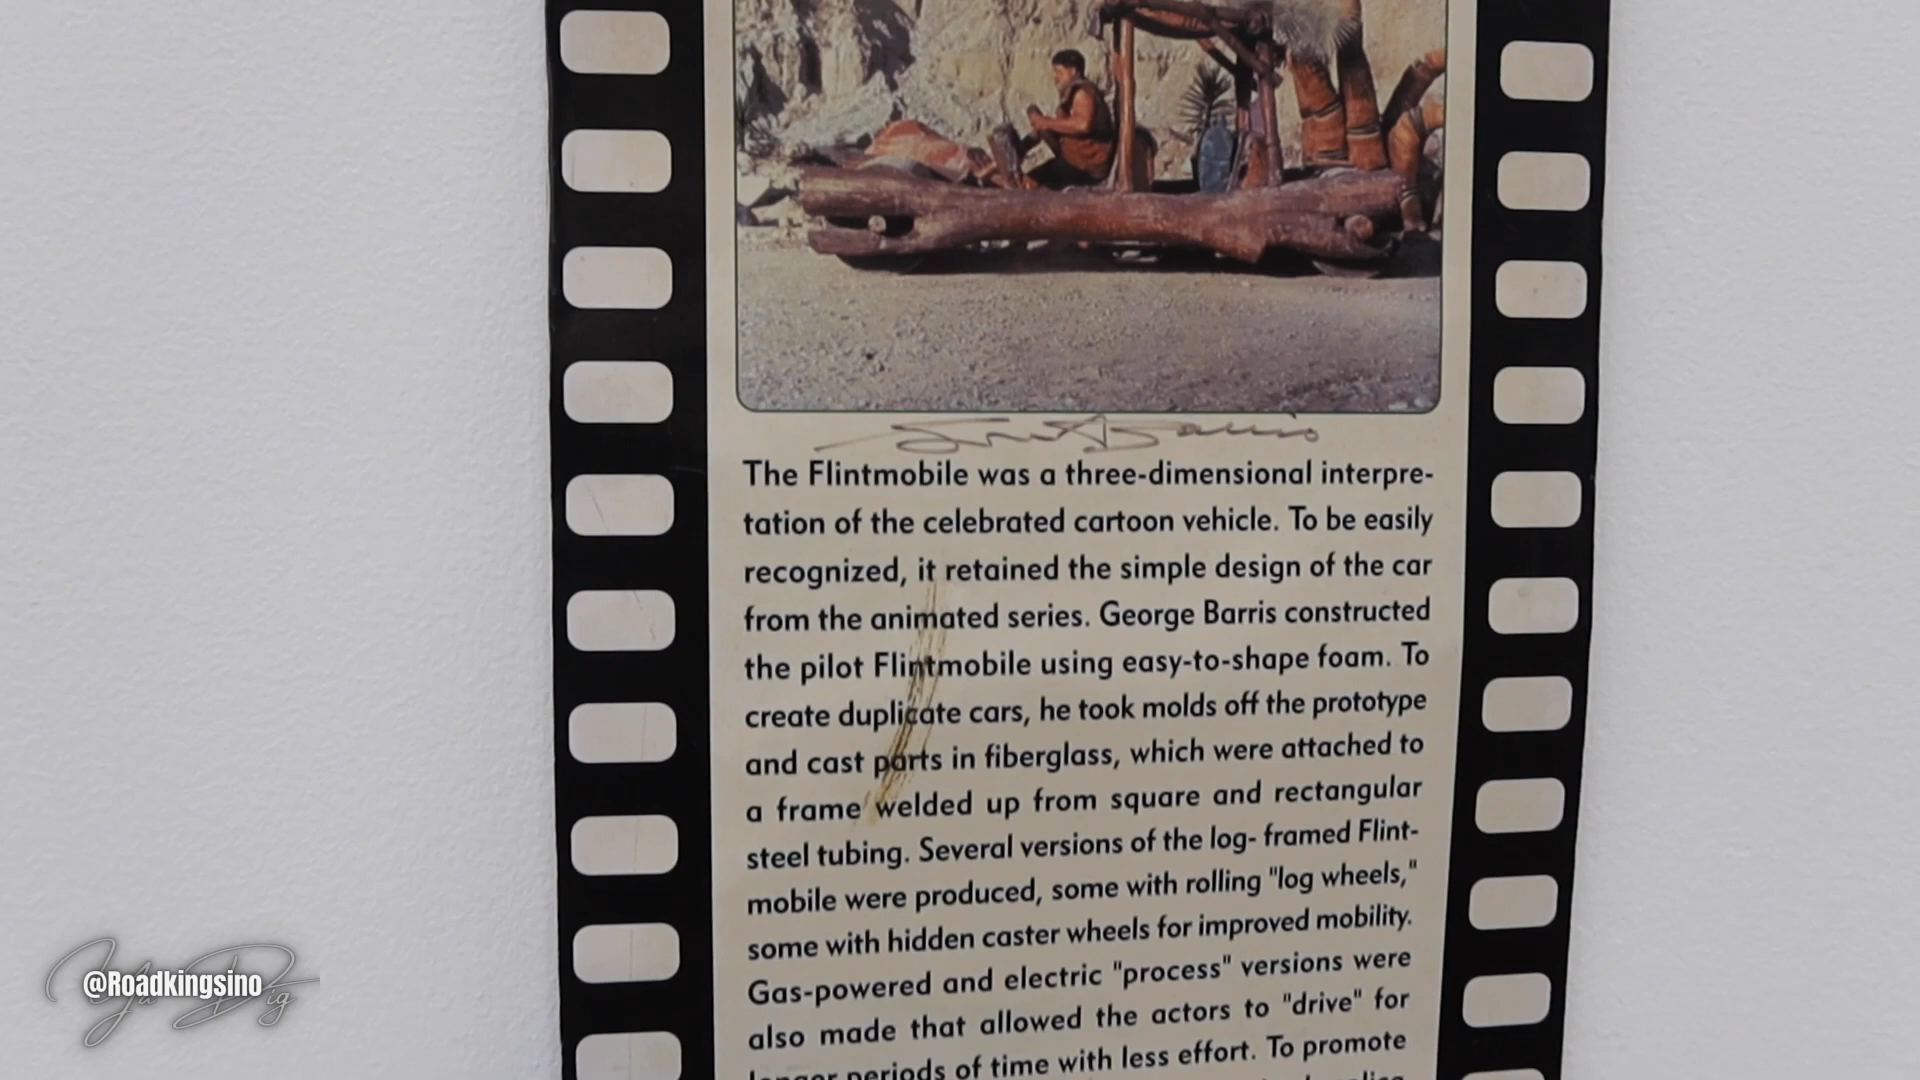 The Flintmobile was a three-dimensional interpre-
tation of the celebrated cartoon vehicle. To be easily
recognized, it retained the simple design of the car
from the animated series. George Barris constructed
the pilot Flintmobile using easy-to-shape foam. To
create duplicate cars, he took molds off the prototype
and cast parts in fiberglass, which were attached to
a frame welded up from square and rectangular
steel tubing. Several versions of the log- framed Flint-
mobile were produced, some with rolling "log wheels,"
some with hidden caster wheels for improved mobility.
Gas-powered and electric "process" versions were
also made that allowed the actors to "drive" for
longer periods of time with less effort. To promote
@Roadkingsino